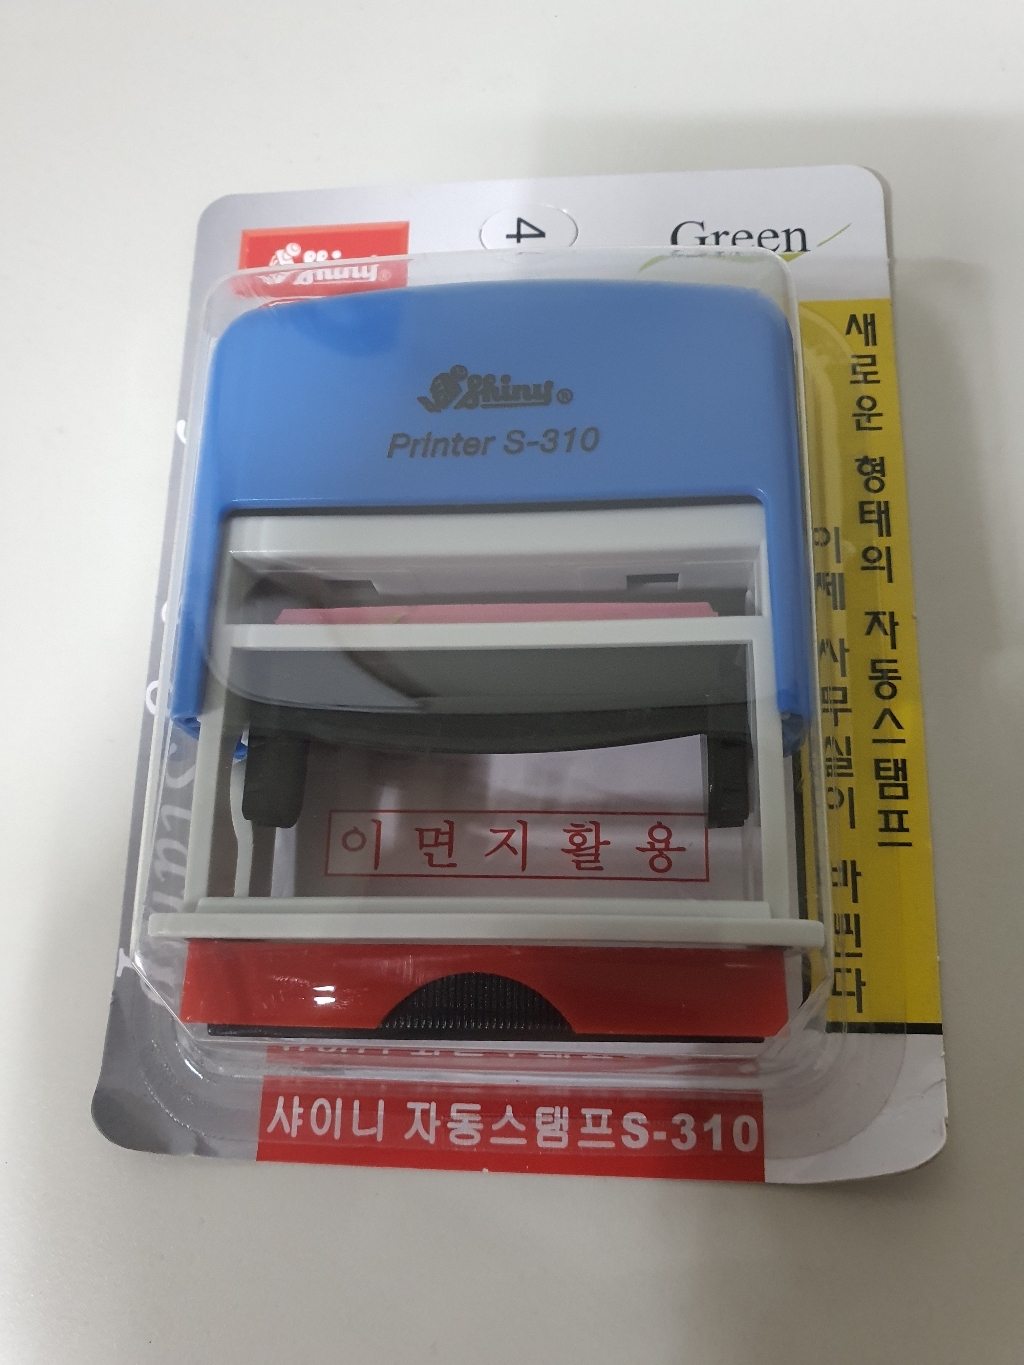 Shiny®
4
Green
Shiny®
Printer S-310
새로운 형태의 자동스탬프
이제 사무실이 바뀐다
이면지활용
샤이니 자동스탬프S-310